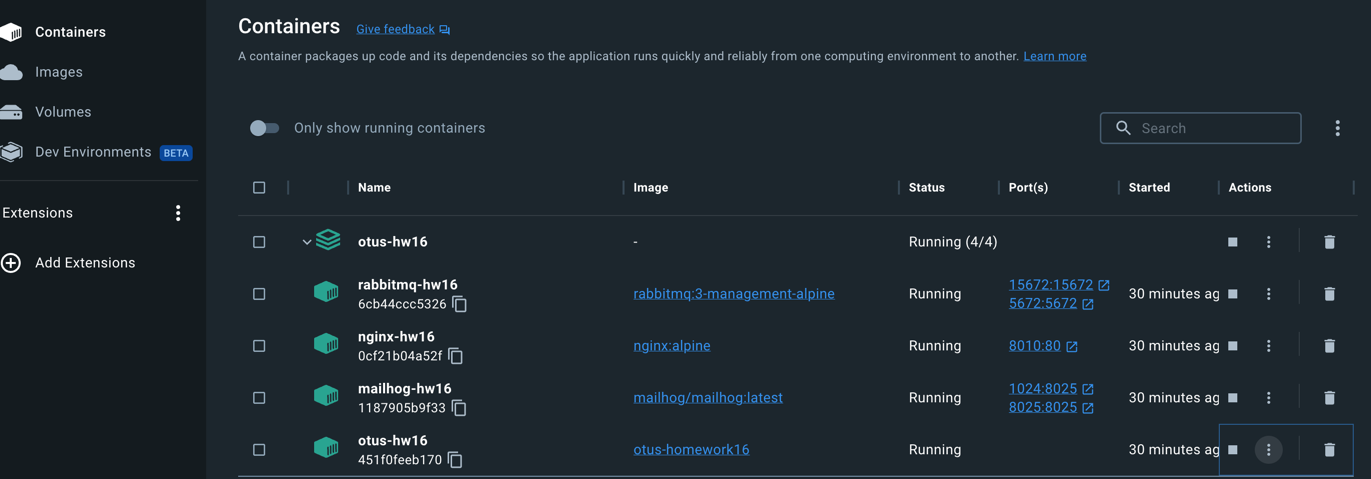 Containers
Images
Volumes
Dev Environments BETA
Extensions
Add Extensions
Containers Give feedback
A container packages up code and its dependencies so the application runs quickly and reliably from one computing environment to another. Learn more
Only show running containers
Search
Name Image Status Port(s) Started Actions
otus-hw16 - Running (4/4)
rabbitmq-hw16
6cb44ccc5326
rabbitmq:3-management-alpine
Running
15672:15672
5672:5672
30 minutes ag
nginx-hw16
0cf21b04a52f
nginx:alpine
Running
8010:80
30 minutes ag
mailhog-hw16
1187905b9f33
mailhog/mailhog:latest
Running
1024:8025
8025:8025
30 minutes ag
otus-hw16
451f0feeb170
otus-homework16
Running
30 minutes ag